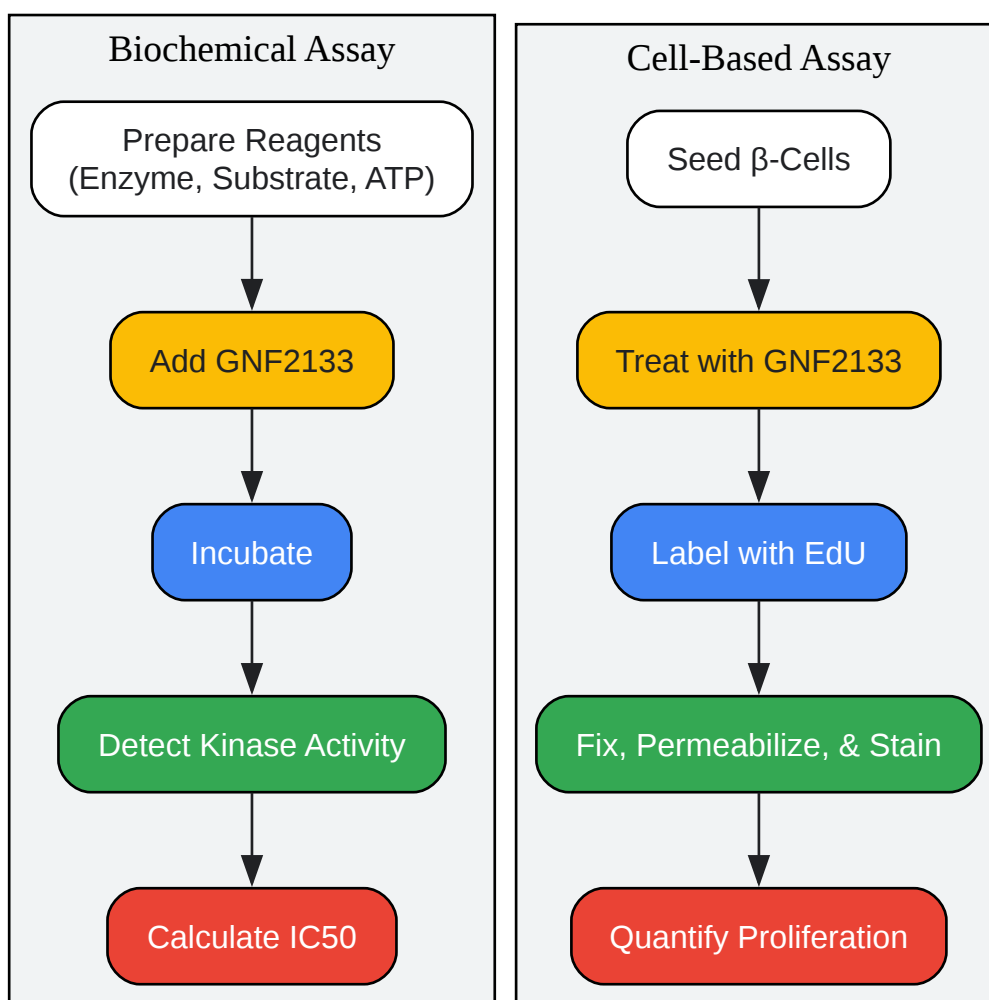 Biochemical Assay
Prepare Reagents
(Enzyme, Substrate, ATP)
Add GNF2133
Incubate
Detect Kinase Activity
Calculate IC50
Cell-Based Assay
Seed β-Cells
Treat with GNF2133
Label with EdU
Fix, Permeabilize, & Stain
Quantify Proliferation